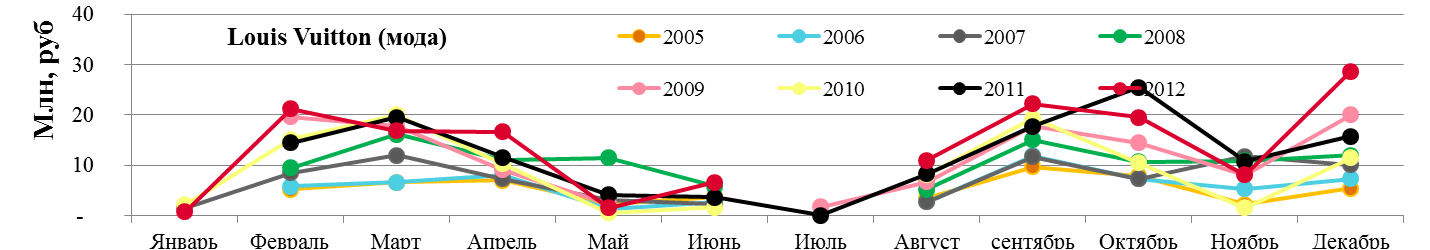 Млн, руб
40
30
20
10
-
Louis Vuitton (мода)
2005 2006 2007 2008
2009 2010 2011 2012
Январь Февраль Март Апрель Май Июнь Июль Август сентябрь Октябрь Ноябрь Декабрь